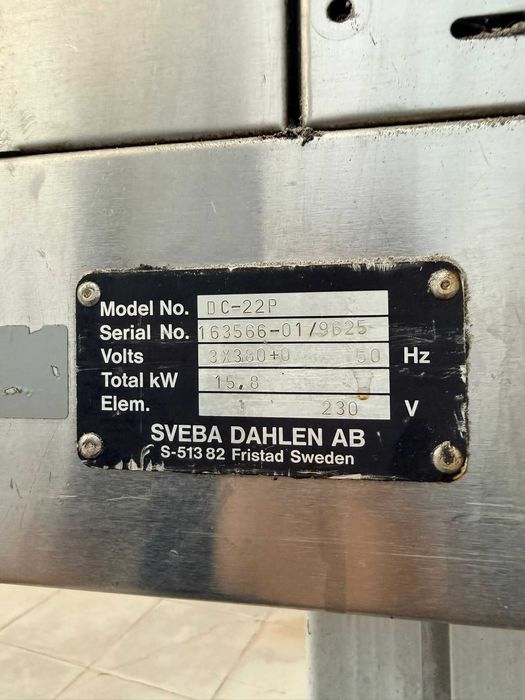 Model No. DC-22P
Serial No. 163566-01/9625
Volts 3X380+0 50 Hz
Total kW 15,8
Elem. 1 230 V
SVEBA DAHLEN AB
S-513 82 Fristad Sweden